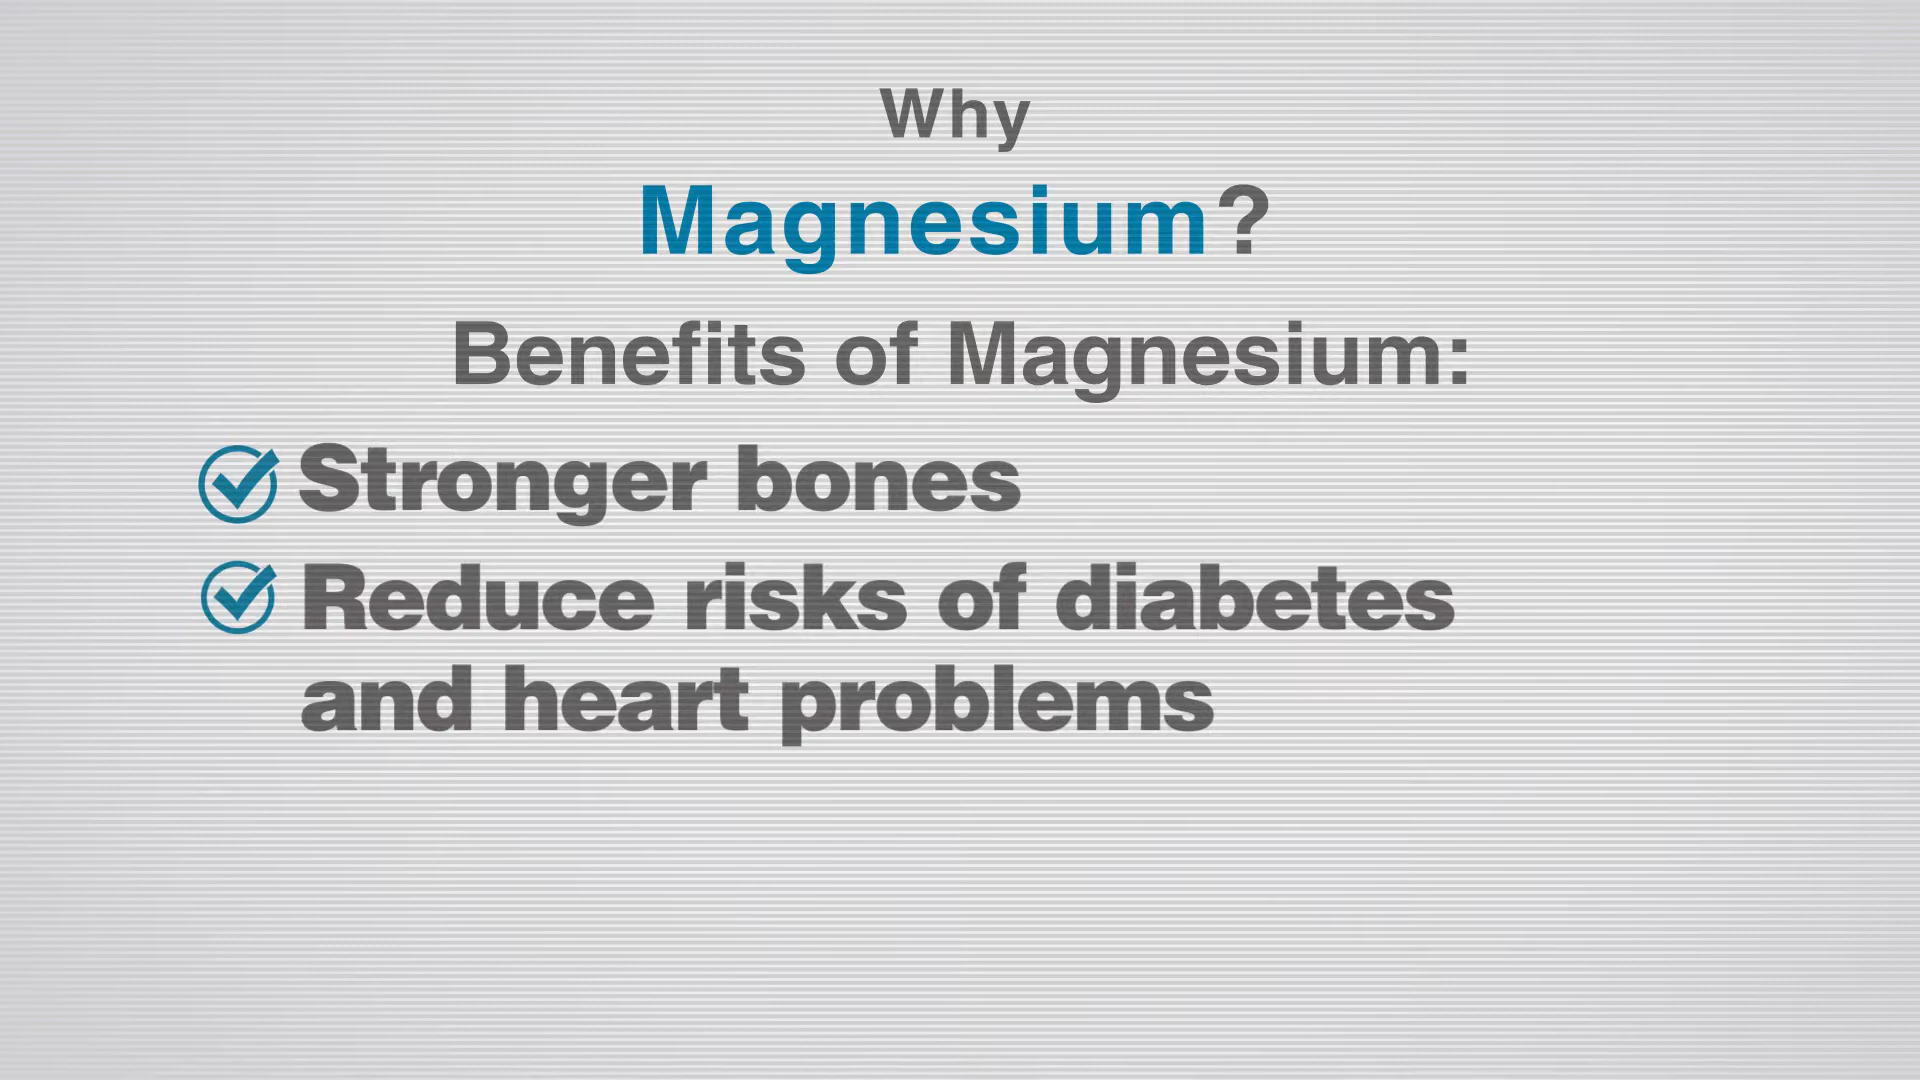 Why
Magnesium?
Benefits of Magnesium:
Stronger bones
Reduce risks of diabetes
and heart problems